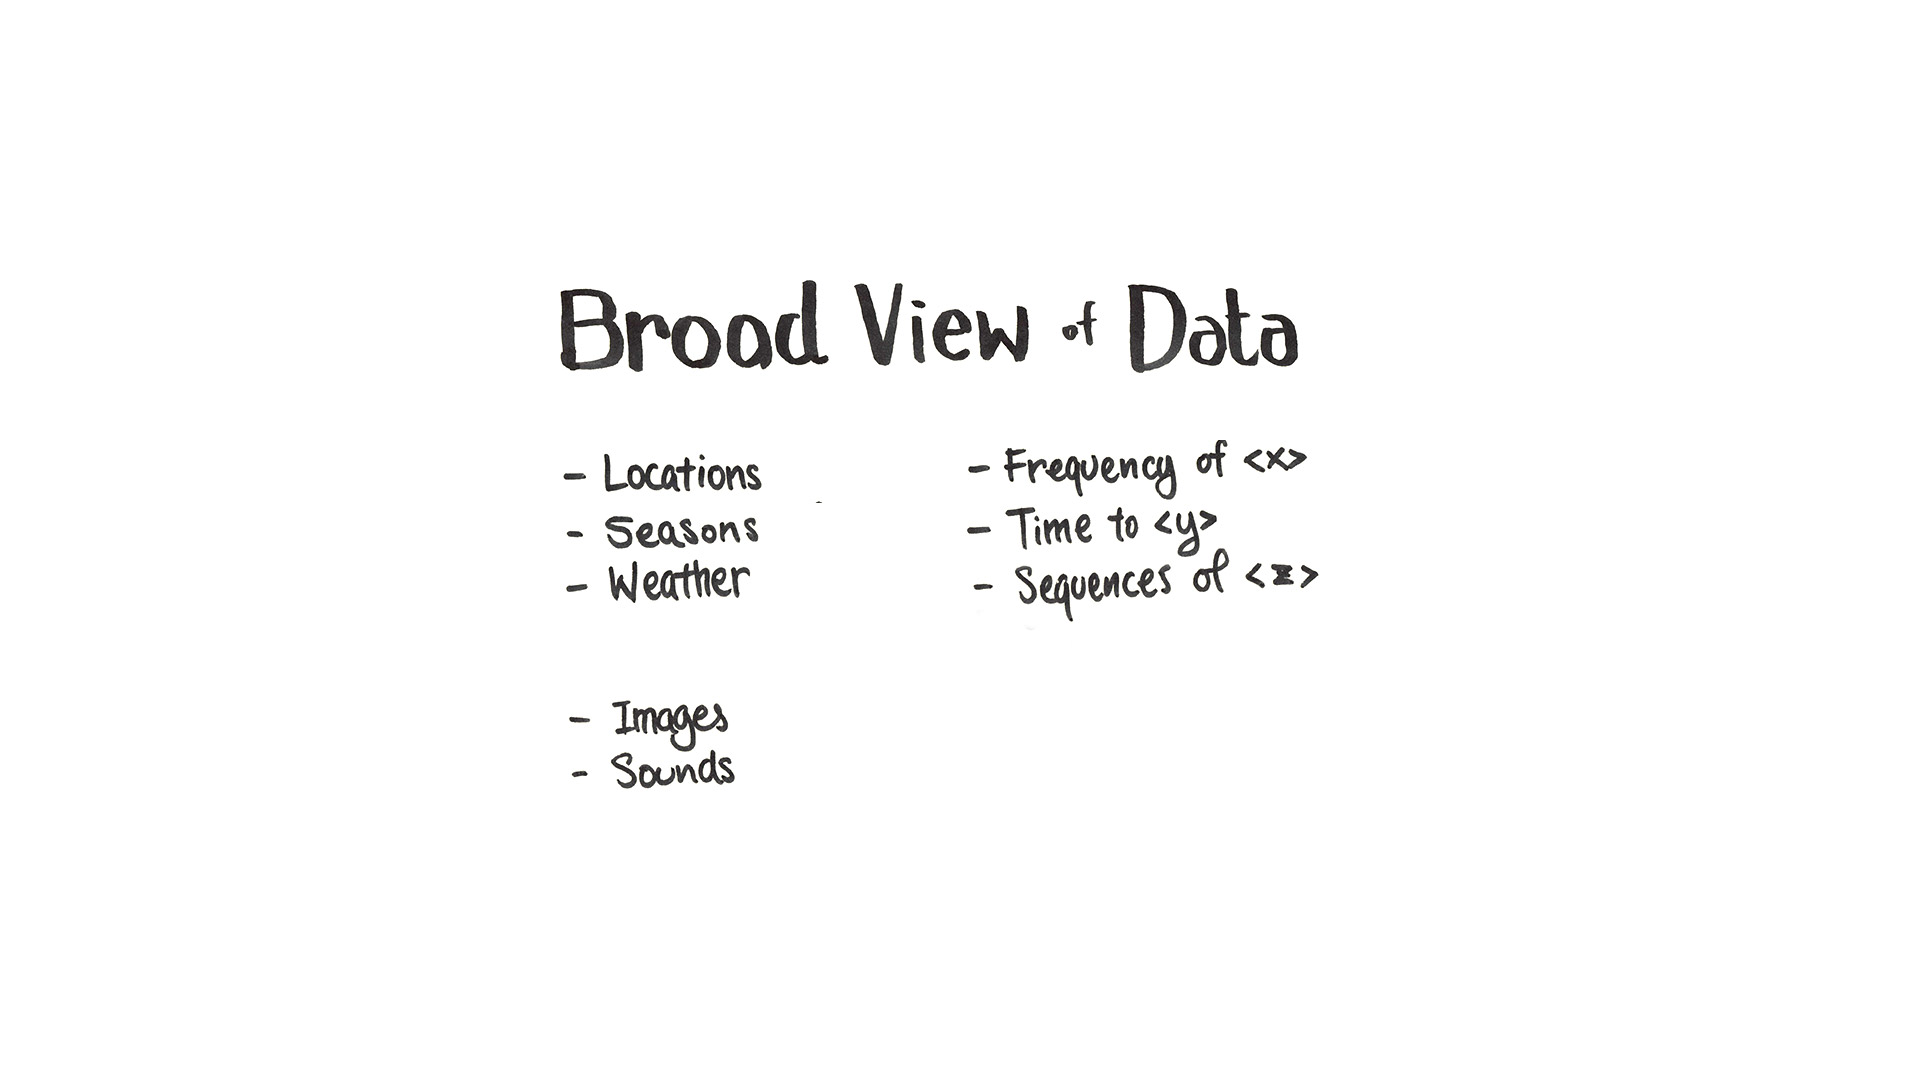 Broad View of Data
- Locations
- Seasons
- Weather
- Images
- Sounds
- Frequency of <x>
- Time to <y>
- Sequences of <z>